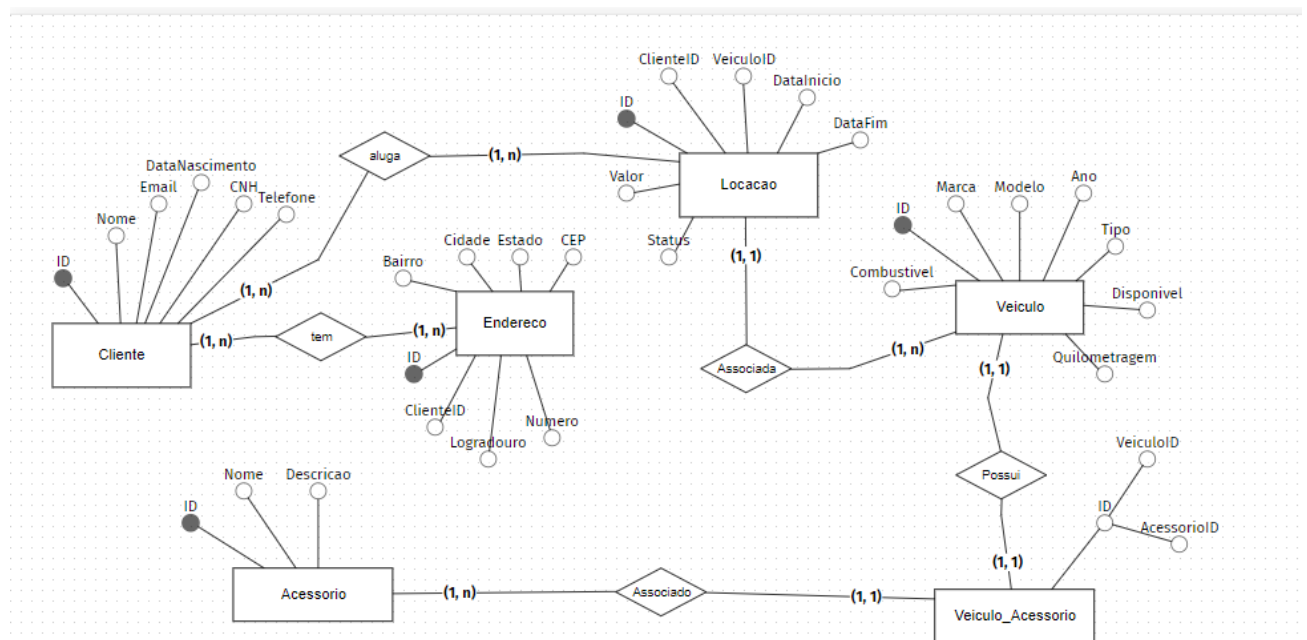 ClienteID VeiculoID
DataInicio
ID
DataFim
aluga
(1, n)
DataNascimento
Email
CNH
Telefone
Nome
Valor
Locacao
Marca
Modelo
Ano
ID
Tipo
Status
Cidade Estado CEP
Bairro
(1, 1)
ID
Combustivel
(1, n)
Disponivel
Veiculo
Endereco
tem
(1, n)
(1, n)
Cliente
ID
Associada
(1, n)
Quilometragem
(1, 1)
ClienteID
Numero
Logradouro
VeiculoID
Nome Descricao
Possui
ID
ID
AcessorioID
(1, 1)
Acessorio
(1, n)
Associado
(1, 1)
Veiculo_Acessorio